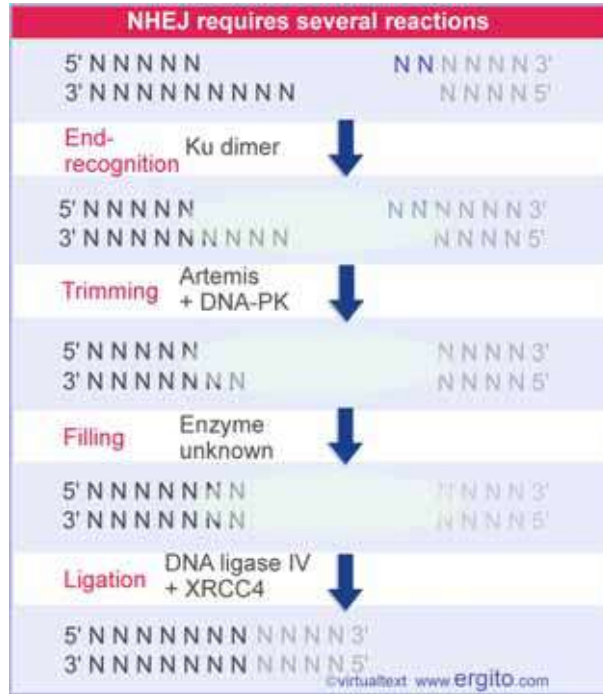 NHEJ requires several reactions
5' N N N N N N N N N N N 3'
3' N N N N N N N N N N N N N 5'
End-
recognition Ku dimer
5' N N N N N N N N N N N 3'
3' N N N N N N N N N N N N N 5'
Trimming Artemis
+ DNA-PK
5' N N N N N N N N N 3'
3' N N N N N N N N N N N 5'
Filling Enzyme
unknown
5' N N N N N N N N N N N 3'
3' N N N N N N N N N N N 5'
Ligation DNA ligase IV
+ XRCC4
5' N N N N N N N N N N N 3'
3' N N N N N N N N N N N 5'
©virtualtext www.ergito.com